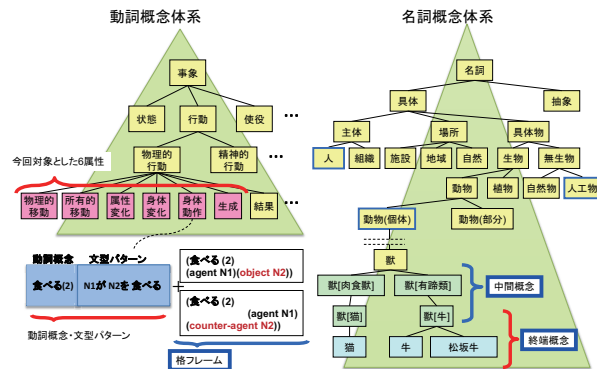 動詞概念体系
名詞概念体系
事象
状態
行動
使役
...
今回対象とした6属性
物理的
行動
精神的
行動
...
物理的
移動
所有的
移動
属性
変化
身体
変化
身体
動作
生成
結果
...
動詞概念
文型パターン
食べる(2)
N1が N2を 食べる
+
(食べる(2)
(agent N1)(object N2))
(食べる(2)
(agent N1)
(counter-agent N2))
動詞概念・文型パターン
格フレーム
名詞
具体
抽象
主体
場所
具体物
人
組織
施設
地域
自然
生物
無生物
動物
植物
自然物
人工物
動物(個体)
動物(部分)
獣
獣[肉食獣]
獣[有蹄類]
獣[猫]
獣[牛]
猫
牛
松坂牛
中間概念
終端概念